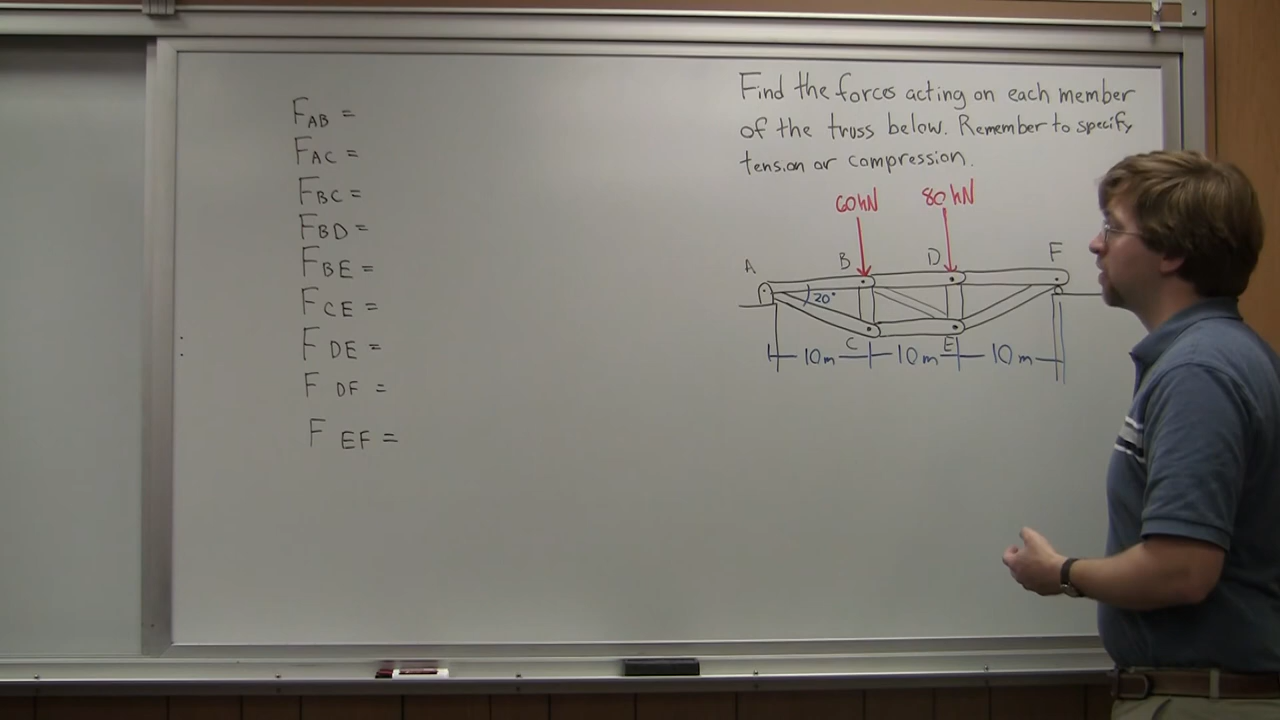 Find the forces acting on each member
of the truss below. Remember to specify
tension or compression.
F_AB =
F_AC =
F_BC =
F_BD =
F_BE =
F_CE =
F_DE =
F_DF =
F_EF =
60kN 80kN
A B D F
20°
C E
10m 10m 10m